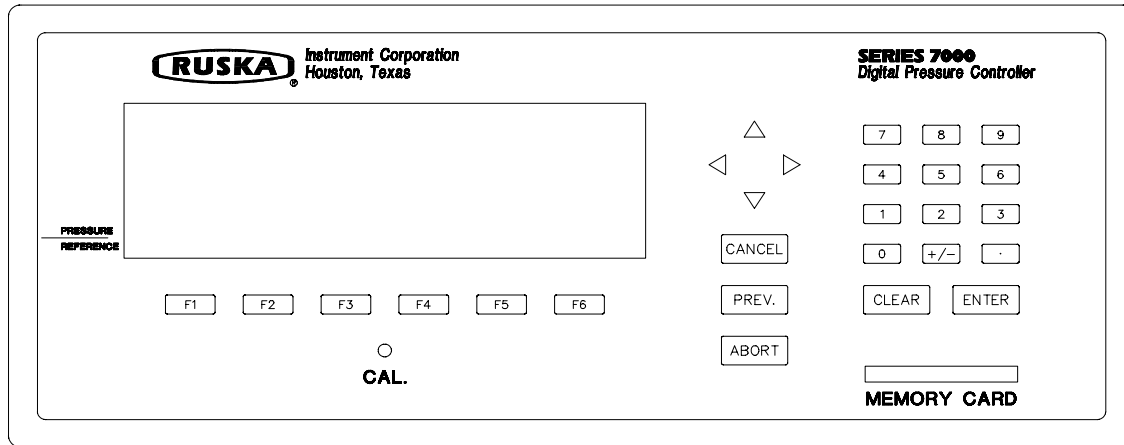 RUSKA
®
Instrument Corporation
Houston, Texas
SERIES 7000
Digital Pressure Controller
PRESSURE
REFERENCE
F1 F2 F3 F4 F5 F6
CAL.
CANCEL
PREV.
ABORT
7 8 9
4 5 6
1 2 3
0 +/- .
CLEAR ENTER
MEMORY CARD